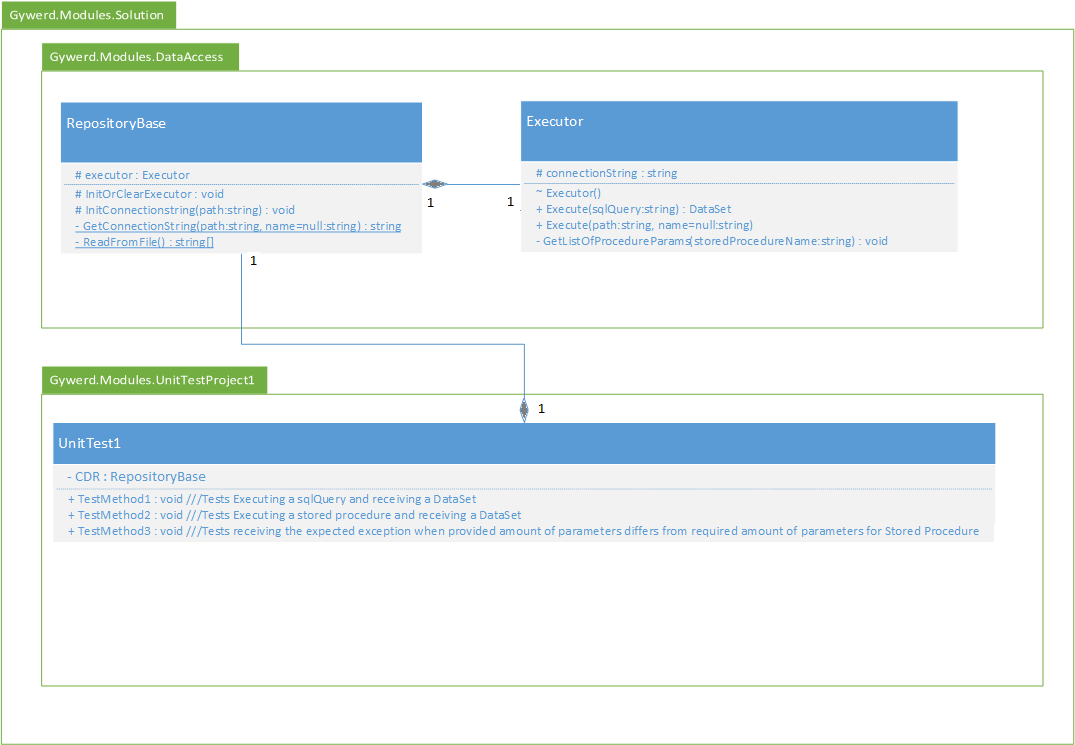 Gywerd.Modules.Solution
Gywerd.Modules.DataAccess
RepositoryBase
# executor : Executor
# InitOrClearExecutor : void
# InitConnectionstring(path:string) : void
- GetConnectionString(path:string, name=null:string) : string
- ReadFromFile() : string[]
1
1
Executor
# connectionString : string
~ Executor()
+ Execute(sqlQuery:string) : DataSet
+ Execute(path:string, name=null:string)
- GetListOfProcedureParams(storedProcedureName:string) : void
1
Gywerd.Modules.UnitTestProject1
1
UnitTest1
- CDR : RepositoryBase
+ TestMethod1 : void ///Tests Executing a sqlQuery and receiving a DataSet
+ TestMethod2 : void ///Tests Executing a stored procedure and receiving a DataSet
+ TestMethod3 : void ///Tests receiving the expected exception when provided amount of parameters differs from required amount of parameters for Stored Procedure